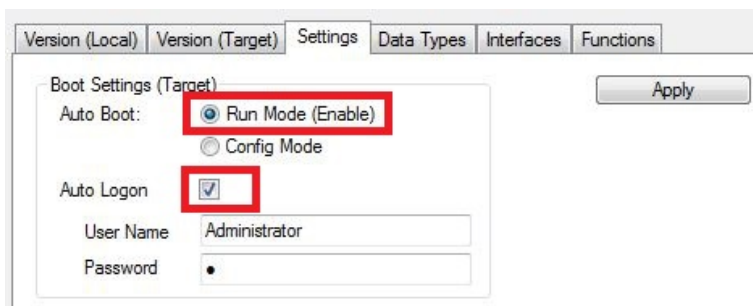 Version (Local) Version (Target) Settings Data Types Interfaces Functions
Boot Settings (Target)
Apply
Auto Boot: Run Mode (Enable)
Config Mode
Auto Logon
User Name Administrator
Password ●